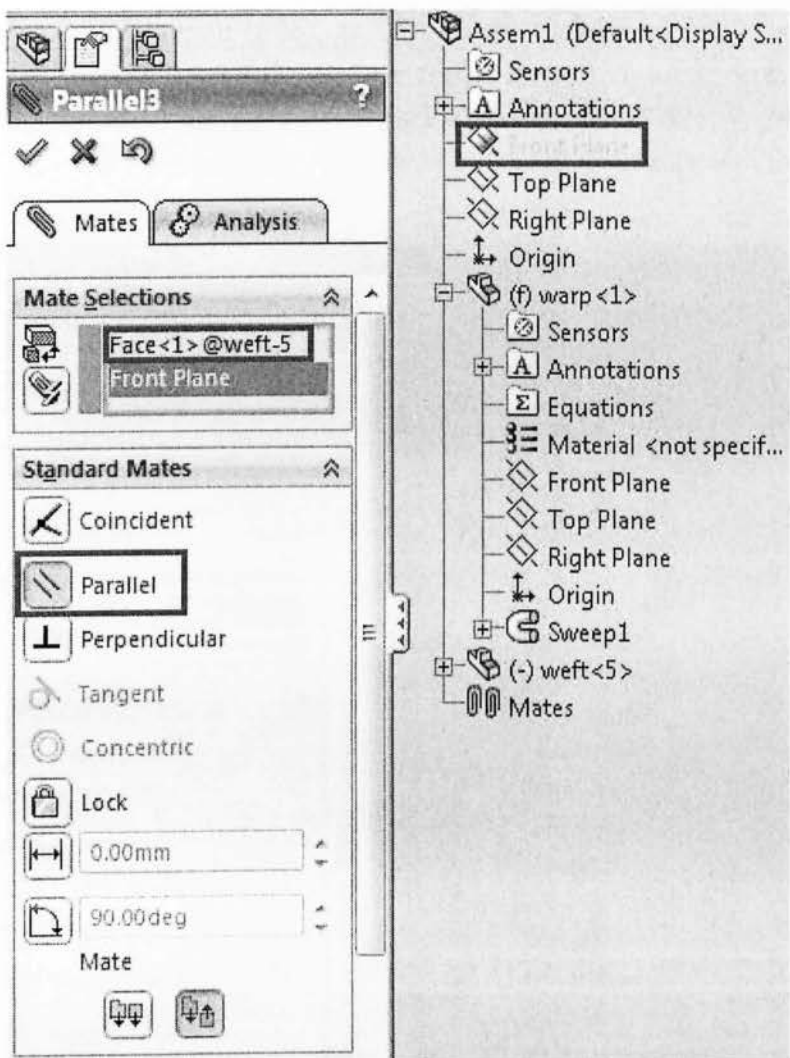 Parallel3
?
Mates
Analysis
Mate Selections
Face<1>@weft-5
Front Plane
Standard Mates
Coincident
Parallel
Perpendicular
Tangent
Concentric
Lock
0.00mm
90.00deg
Mate
Assem1 (Default<Display S...
Sensors
A Annotations
Front Plane
Top Plane
Right Plane
Origin
(f) warp<1>
Sensors
A Annotations
Σ Equations
Material <not specif...
Front Plane
Top Plane
Right Plane
Origin
Sweep1
(-) weft<5>
Mates